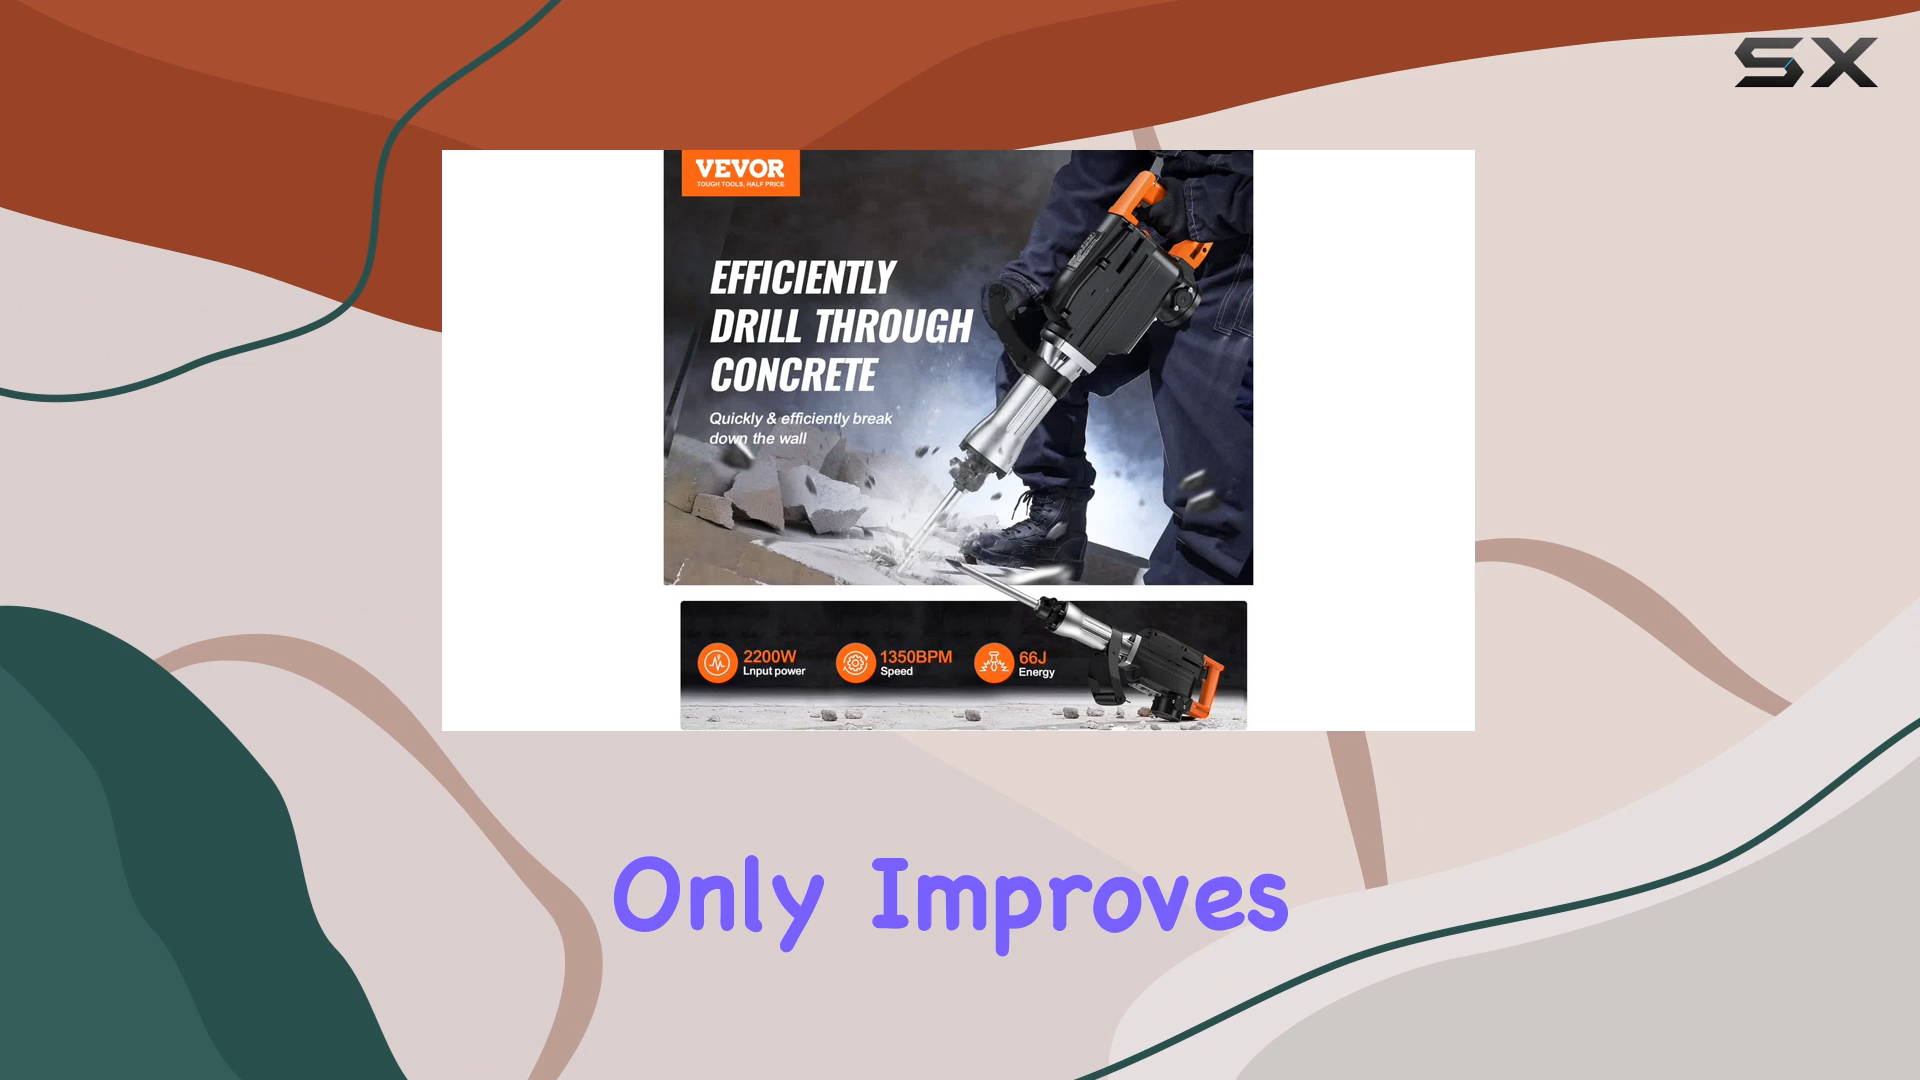 SX
VEVOR
TOUGH TOOLS, HALF PRICE
EFFICIENTLY
DRILL THROUGH
CONCRETE
Quickly & efficiently break
down the wall
2200W
Lnput power
1350BPM
Speed
66J
Energy
Only Improves